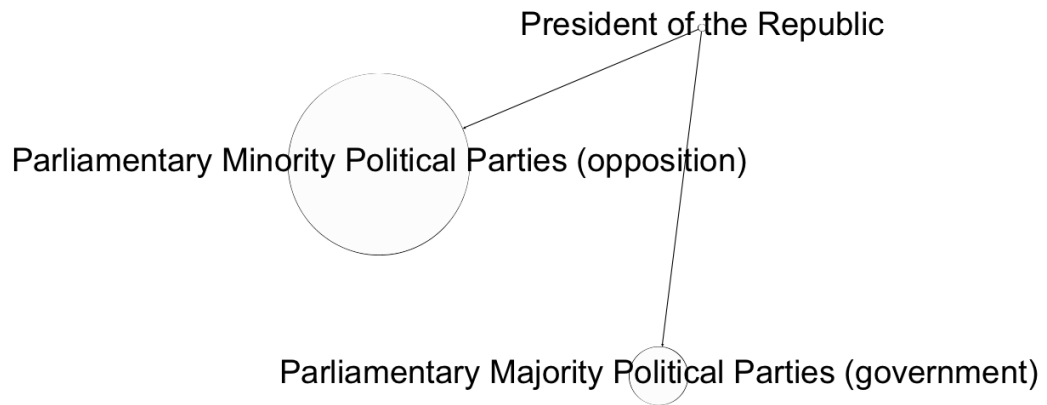 President of the Republic
Parliamentary Minority Political Parties (opposition)
Parliamentary Majority Political Parties (government)